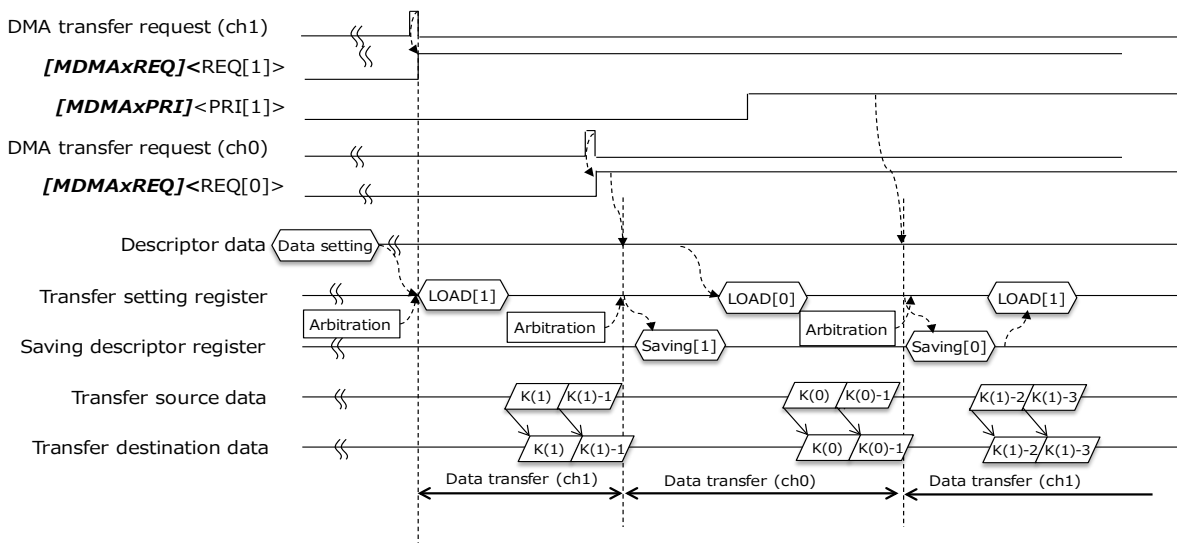 DMA transfer request (ch1)
[MDMAxREQ]<REQ[1]>
[MDMAxPRI]<PRI[1]>
DMA transfer request (ch0)
[MDMAxREQ]<REQ[0]>
Descriptor data Data setting
Transfer setting register LOAD[1] LOAD[0] LOAD[1]
Arbitration Arbitration Arbitration
Saving descriptor register Saving[1] Saving[0]
Transfer source data K(1) K(1)-1 K(0) K(0)-1 K(1)-2 K(1)-3
Transfer destination data K(1) K(1)-1 K(0) K(0)-1 K(1)-2 K(1)-3
Data transfer (ch1) Data transfer (ch0) Data transfer (ch1)